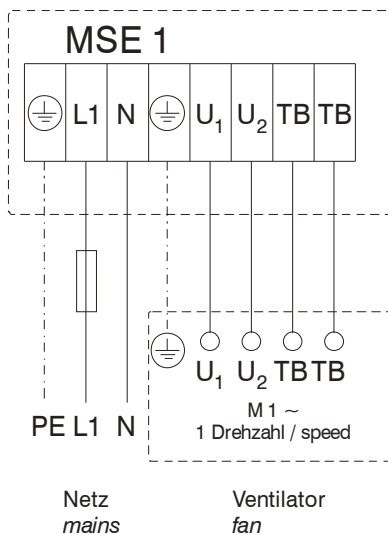 MSE 1
L1 N U1 U2 TB TB
U1 U2 TB TB
M 1 ~
1 Drehzahl / speed
PE L1 N
Netz Ventilator
mains fan